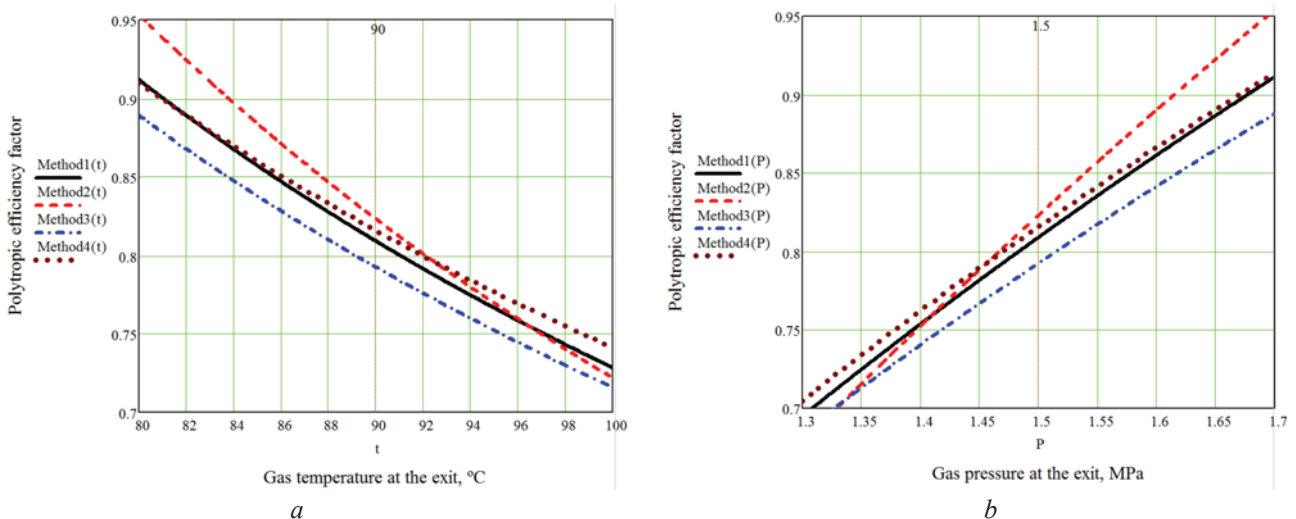 0.95
90
0.9
0.85
0.8
0.75
0.7
Polytropic efficiency factor
Method1(t)
Method2(t)
Method3(t)
Method4(t)
80 82 84 86 88 90 92 94 96 98 100
t
Gas temperature at the exit, ºC
a
0.95
1.5
0.9
0.85
0.8
0.75
0.7
Polytropic efficiency factor
Method1(P)
Method2(P)
Method3(P)
Method4(P)
1.3 1.35 1.4 1.45 1.5 1.55 1.6 1.65 1.7
P
Gas pressure at the exit, MPa
b